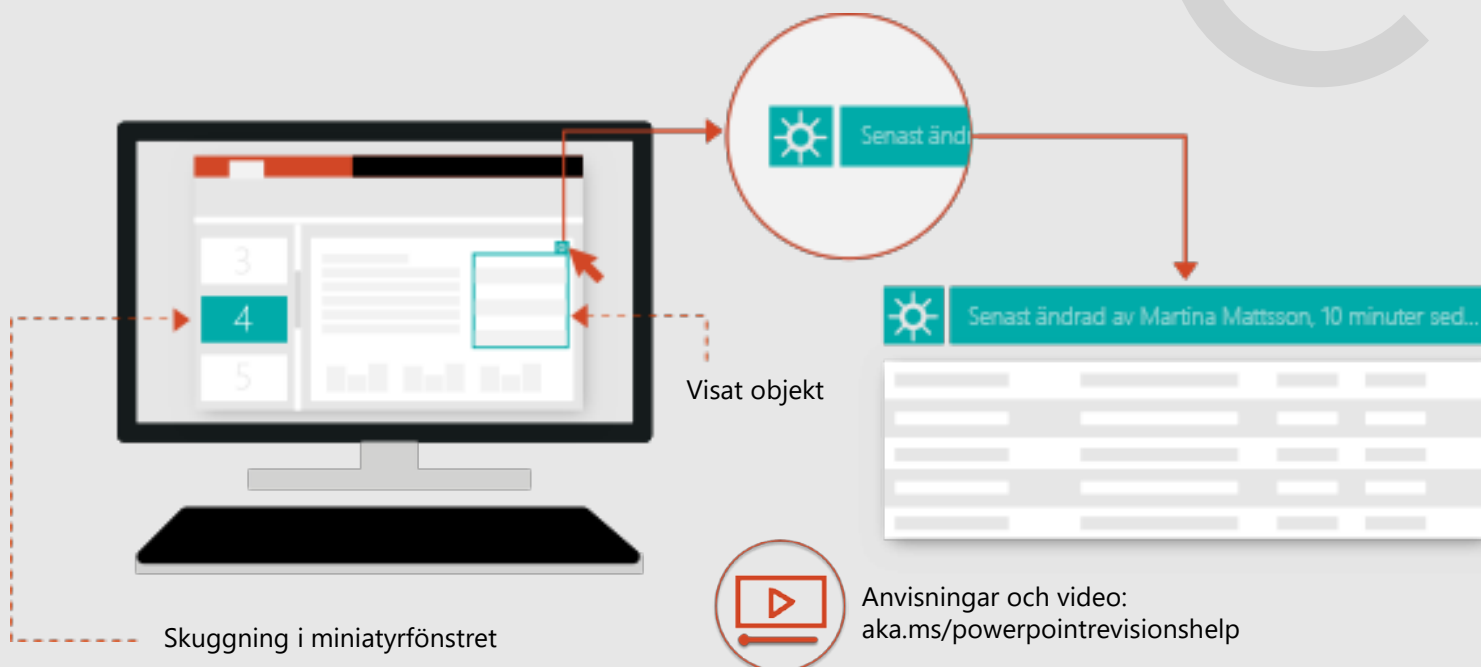 Senast änd
3
4
5
Senast ändrad av Martina Mattsson, 10 minuter sed...
Visat objekt
Anvisningar och video:
aka.ms/powerpointrevisionshelp
Skuggning i miniatyrfönstret